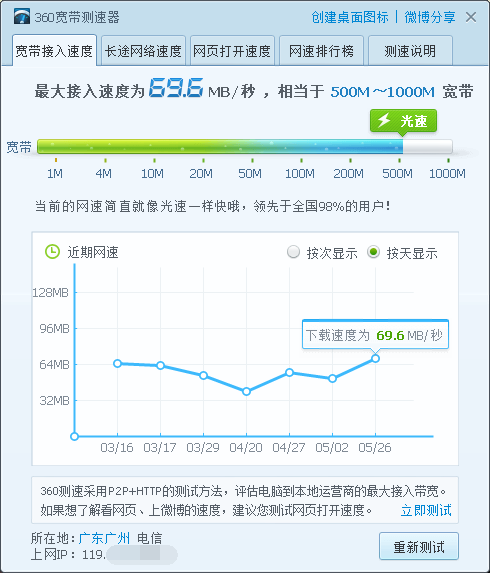 360宽带测速器
创建桌面图标 | 微博分享
宽带接入速度 长途网络速度 网页打开速度 网速排行榜 测速说明
最大接入速度为 69.6 MB/秒 ，相当于 500M～1000M 宽带
光速
宽带
1M 4M 10M 20M 50M 100M 200M 500M 1000M
当前的网速简直就像光速一样快哦，领先于全国98%的用户！
近期网速 按次显示 按天显示
128MB
96MB
下载速度为 69.6 MB/秒
64MB
32MB
03/16 03/17 03/29 04/20 04/27 05/02 05/26
360测速采用P2P+HTTP的测试方法，评估电脑到本地运营商的最大接入带宽。
如果想了解看网页、上微博的速度，建议您测试网页打开速度。 立即测试
所在地:广东广州 电信
上网IP：119.
重新测试